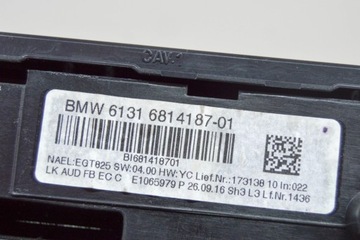 BMW 6131 6814187-01
BI681418701
NAEL:EQT825 SW:04.00 HW:YC Lief.Nr.:173138 10 In:022
LK AUD FB EC C E1065979 P 26.09.16 Sh3 L3 Lf.Nr.1436